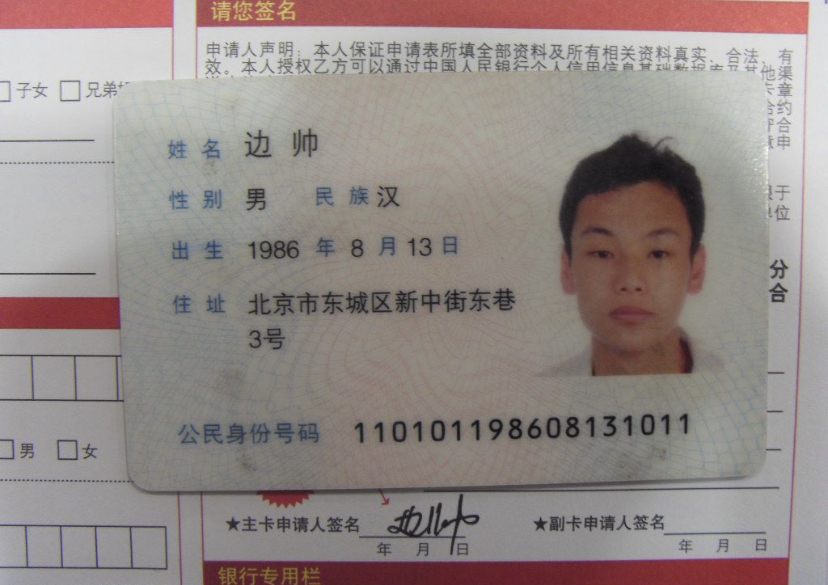 请您签名
申请人声明：本人保证申请表所填全部资料及所有相关资料真实、合法、有
效。本人授权乙方可以通过中国人民银行个人信用信息基础数据库及其他渠
子女 兄弟
姓名 边帅
性别 男 民族 汉
出生 1986 年 8 月 13 日
住址 北京市东城区新中街东巷
3号
公民身份号码 110101198608131011
男 女
★主卡申请人签名 边帅 ★副卡申请人签名
年 月 日 年 月 日
银行专用栏